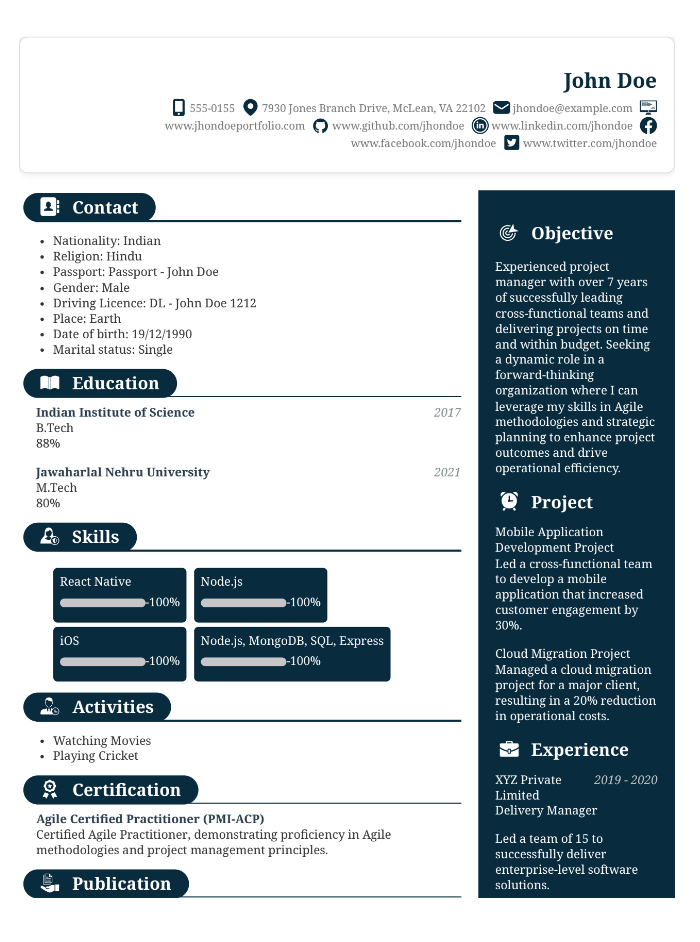 John Doe
555-0155 7930 Jones Branch Drive, McLean, VA 22102 jhondoe@example.com
www.jhondoeportfolio.com www.github.com/jhondoe www.linkedin.com/jhondoe
www.facebook.com/jhondoe www.twitter.com/jhondoe
Contact
• Nationality: Indian
• Religion: Hindu
• Passport: Passport - John Doe
• Gender: Male
• Driving Licence: DL - John Doe 1212
• Place: Earth
• Date of birth: 19/12/1990
• Marital status: Single
Education
Indian Institute of Science 2017
B.Tech
88%
Jawaharlal Nehru University 2021
M.Tech
80%
Skills
React Native
-100%
Node.js
-100%
iOS
-100%
Node.js, MongoDB, SQL, Express
-100%
Activities
• Watching Movies
• Playing Cricket
Certification
Agile Certified Practitioner (PMI-ACP)
Certified Agile Practitioner, demonstrating proficiency in Agile
methodologies and project management principles.
Publication
Objective
Experienced project
manager with over 7 years
of successfully leading
cross-functional teams and
delivering projects on time
and within budget. Seeking
a dynamic role in a
forward-thinking
organization where I can
leverage my skills in Agile
methodologies and strategic
planning to enhance project
outcomes and drive
operational efficiency.
Project
Mobile Application
Development Project
Led a cross-functional team
to develop a mobile
application that increased
customer engagement by
30%.
Cloud Migration Project
Managed a cloud migration
project for a major client,
resulting in a 20% reduction
in operational costs.
Experience
XYZ Private 2019 - 2020
Limited
Delivery Manager
Led a team of 15 to
successfully deliver
enterprise-level software
solutions.